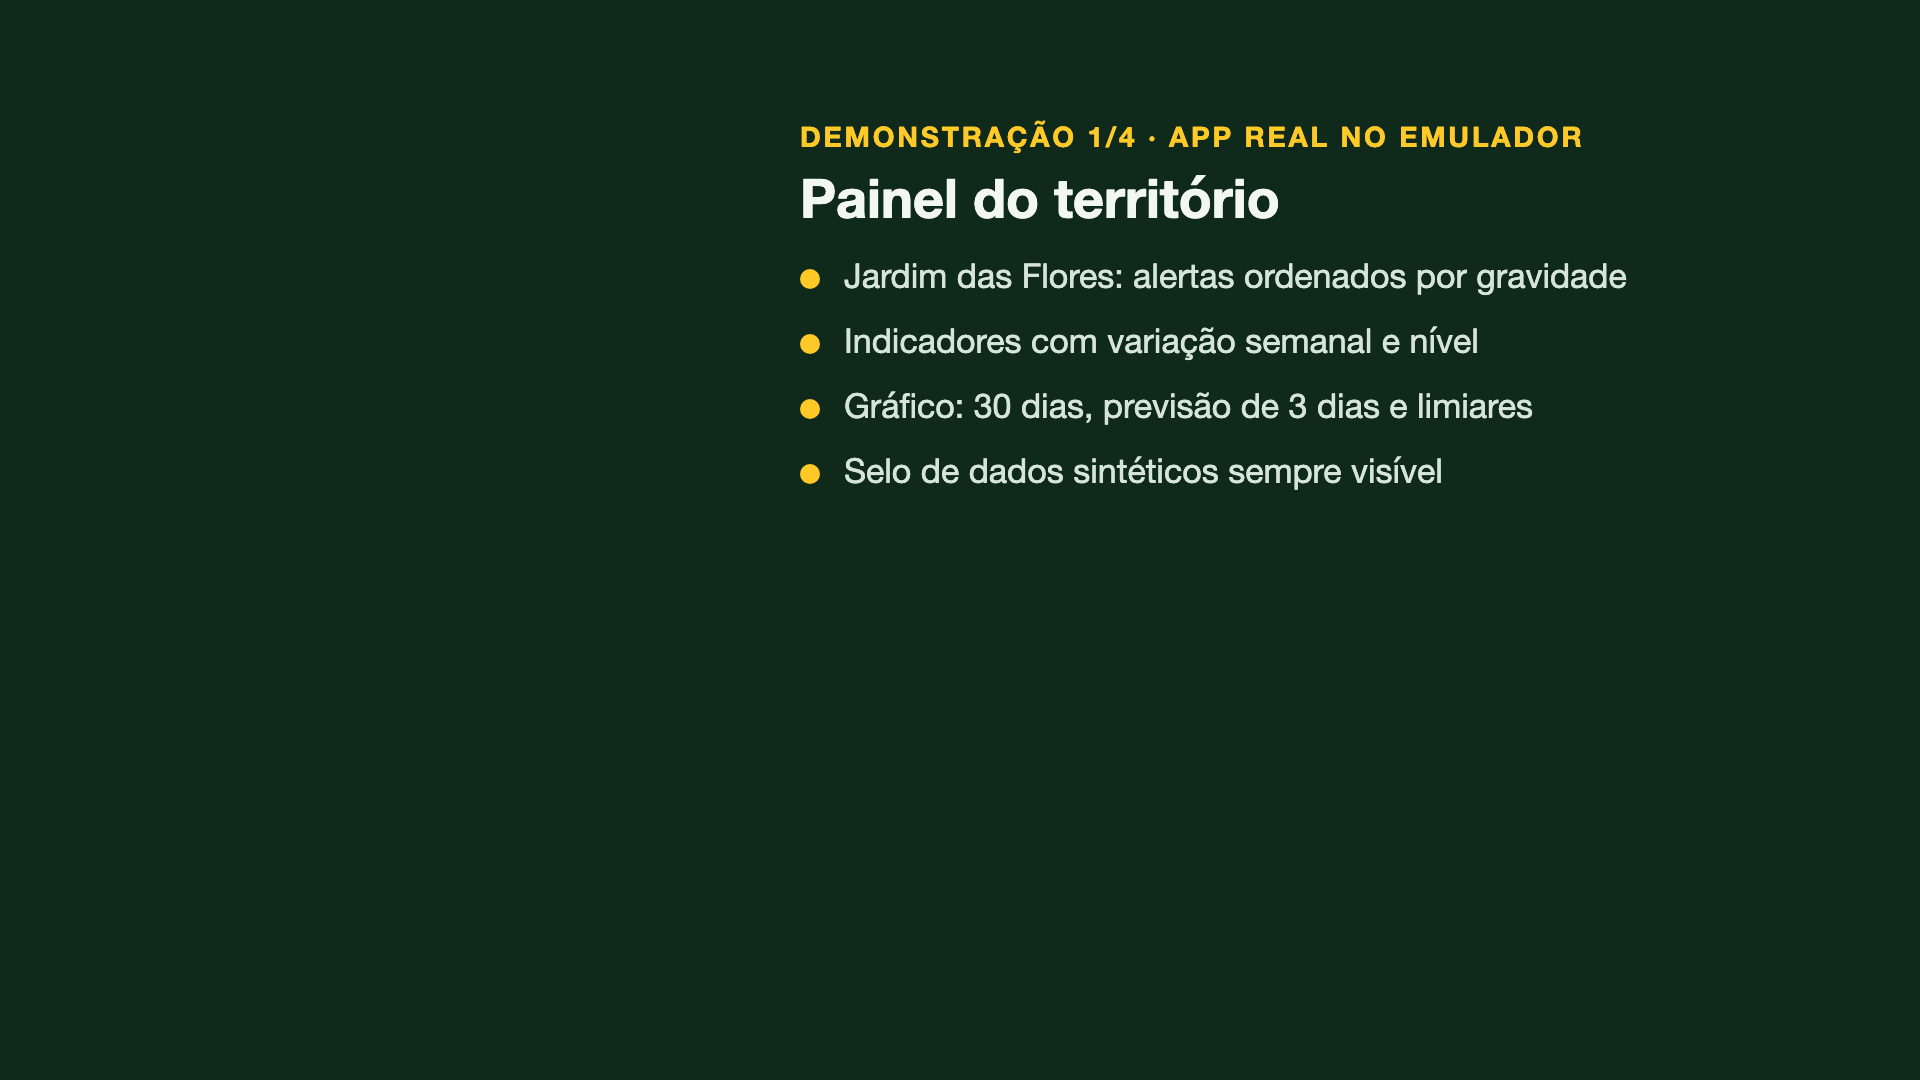 DEMONSTRAÇÃO 1/4 · APP REAL NO EMULADOR
Painel do território
Jardim das Flores: alertas ordenados por gravidade
Indicadores com variação semanal e nível
Gráfico: 30 dias, previsão de 3 dias e limiares
Selo de dados sintéticos sempre visível